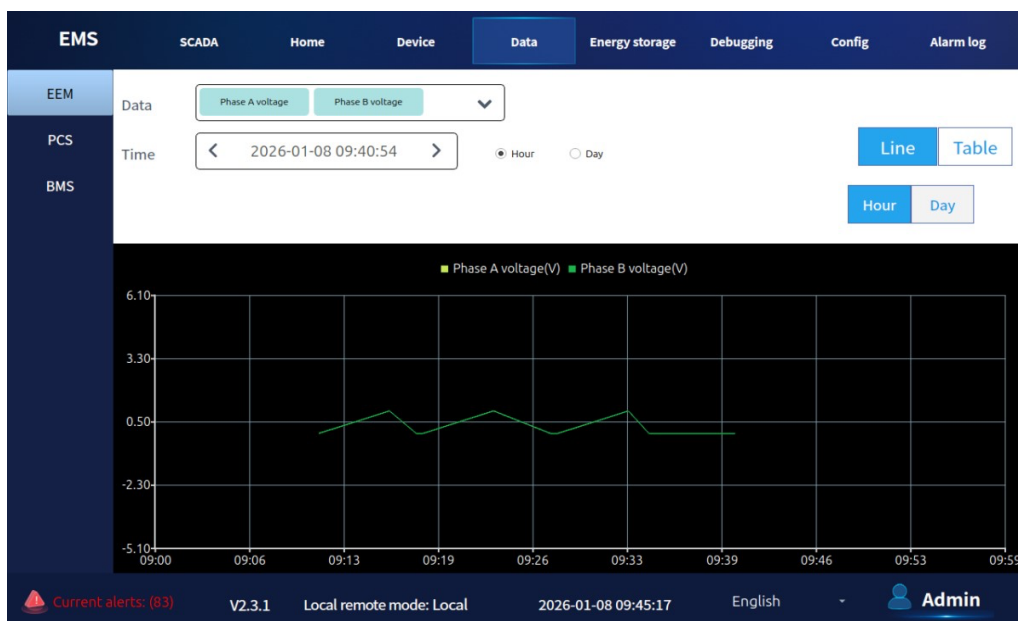 EMS SCADA Home Device Data Energy storage Debugging Config Alarm log
EEM
PCS
BMS
Data Phase A voltage Phase B voltage
Time 2026-01-08 09:40:54 Hour Day
Line Table
Hour Day
Phase A voltage(V) Phase B voltage(V)
6.10
3.30
0.50
-2.30
-5.10
09:00 09:06 09:13 09:19 09:26 09:33 09:39 09:46 09:53 09:59
Current alerts: (83) V2.3.1 Local remote mode: Local 2026-01-08 09:45:17 English Admin